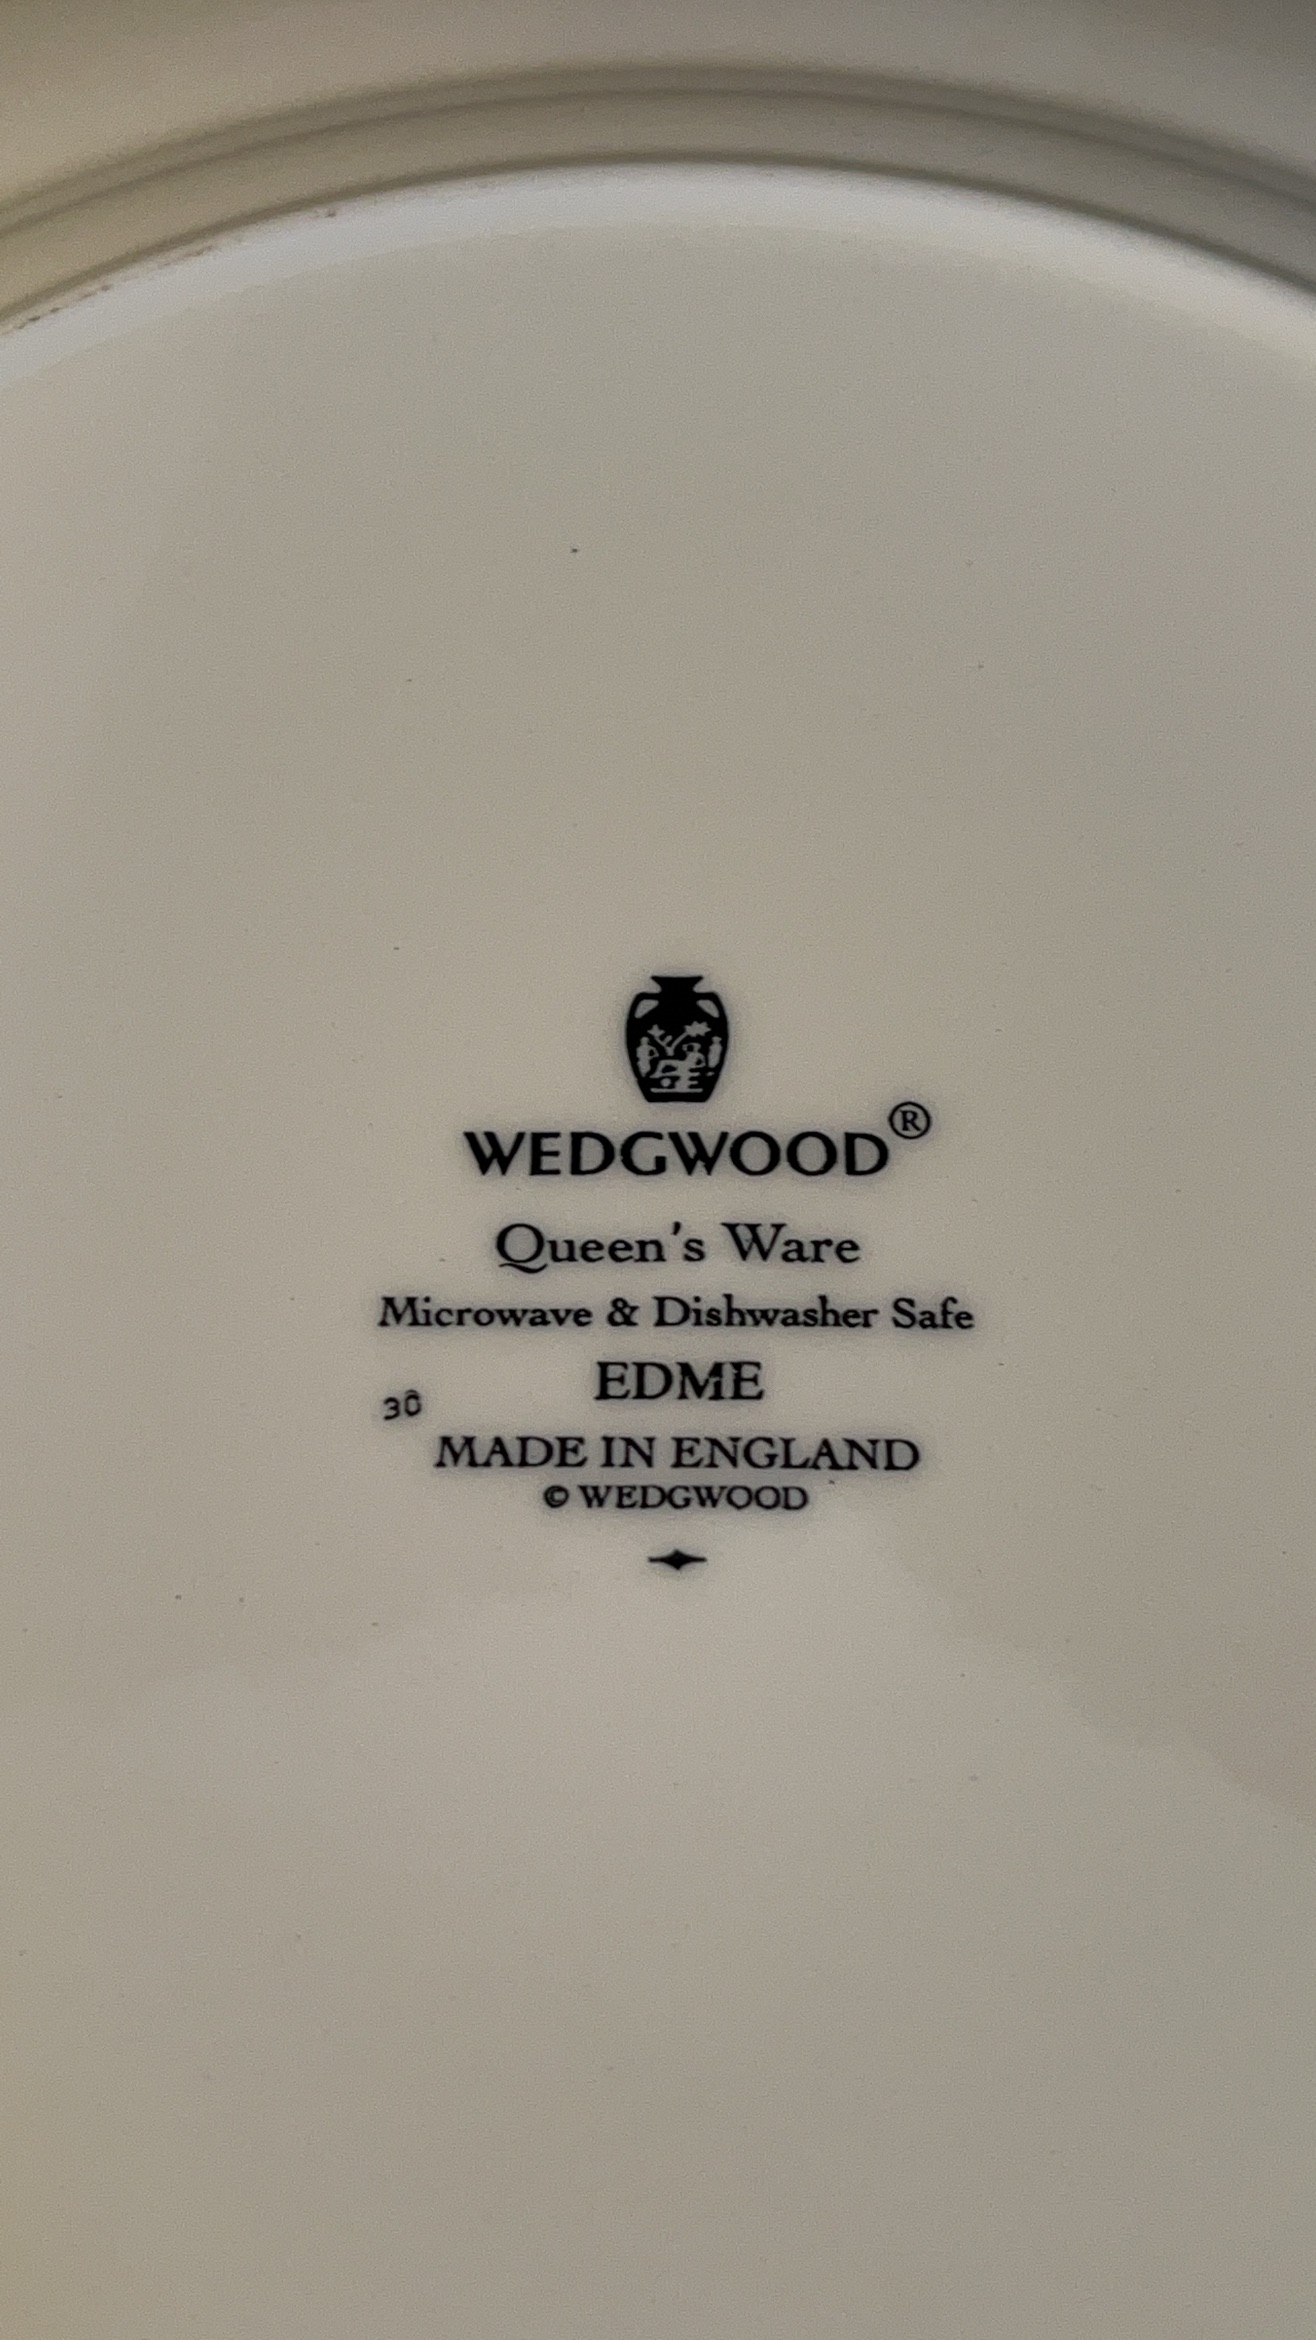 WEDGWOOD®
Queen's Ware
Microwave & Dishwasher Safe
EDME
30
MADE IN ENGLAND
© WEDGWOOD